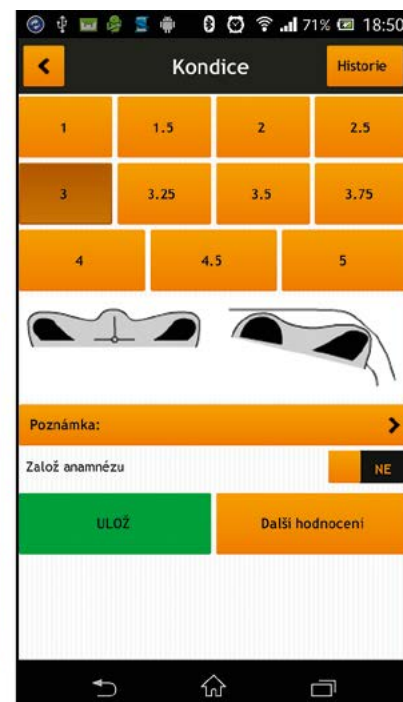 71% 18:50
Kondice Historie
1 1.5 2 2.5
3 3.25 3.5 3.75
4 4.5 5
Poznámka:
Založ anamnézu NE
ULOŽ Další hodnocení